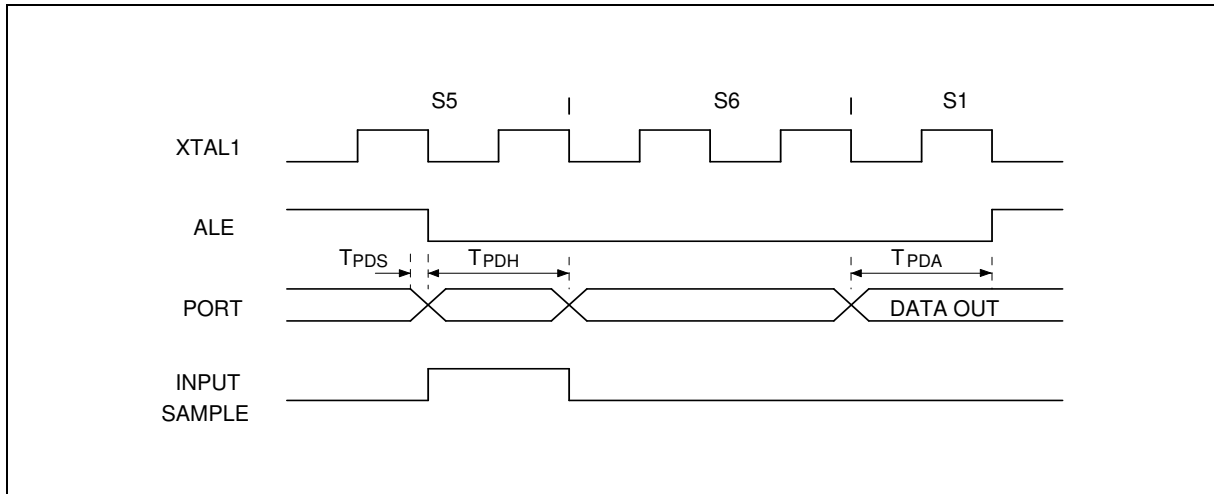 S5 | S6 | S1
XTAL1
ALE
TPDS TPDH TPDA
PORT DATA OUT
INPUT
SAMPLE